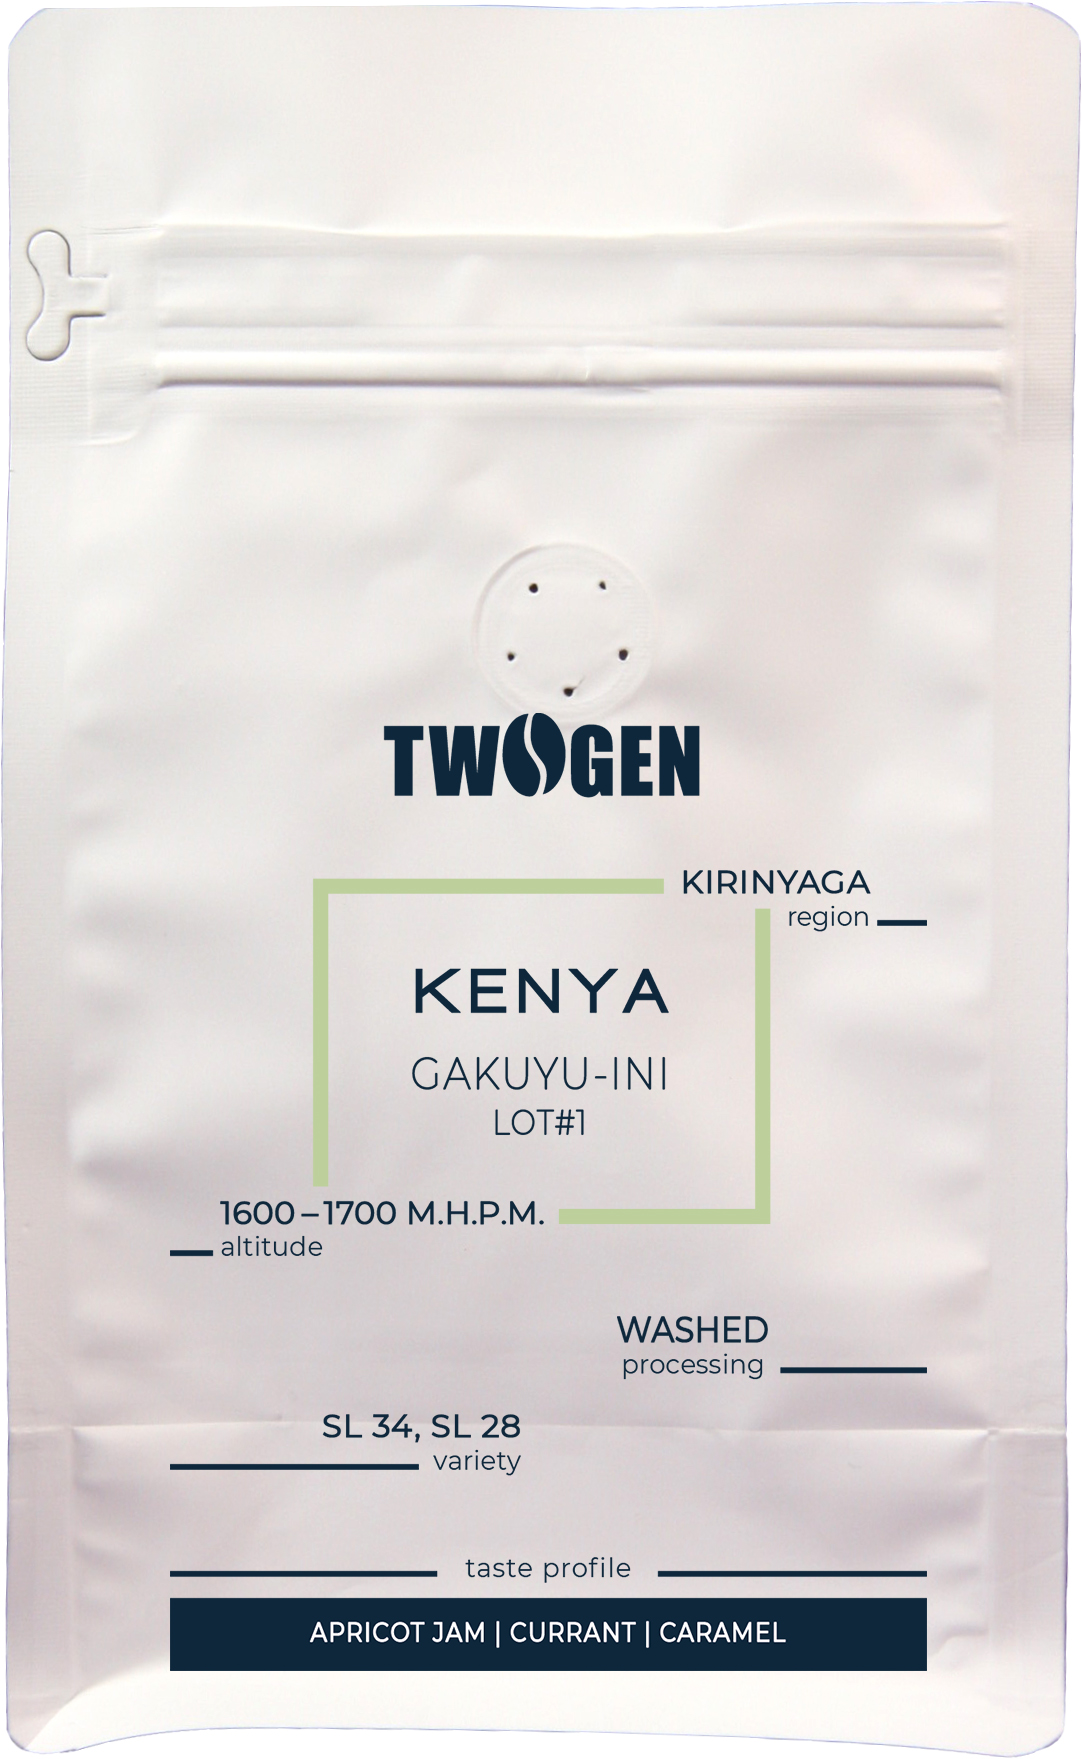 TWOGEN
KIRINYAGA
region
KENYA
GAKUYU-INI
LOT#1
1600–1700 M.H.P.M.
altitude
WASHED
processing
SL 34, SL 28
variety
taste profile
APRICOT JAM | CURRANT | CARAMEL